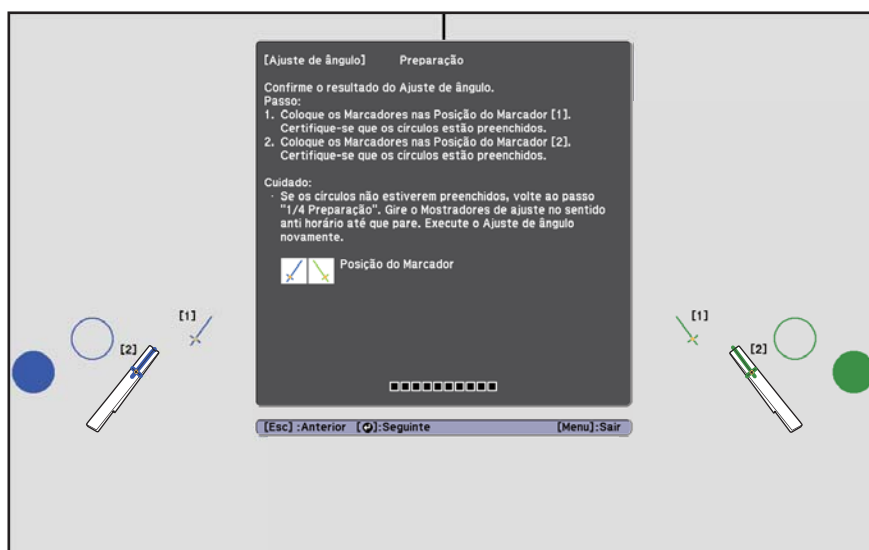 [Ajuste de ângulo] Preparação
Confirme o resultado do Ajuste de ângulo.
Passo:
1. Coloque os Marcadores nas Posição do Marcador [1].
Certifique-se que os círculos estão preenchidos.
2. Coloque os Marcadores nas Posição do Marcador [2].
Certifique-se que os círculos estão preenchidos.
Cuidado:
· Se os círculos não estiverem preenchidos, volte ao passo
"1/4 Preparação". Gire o Mostradores de ajuste no sentido
anti horário até que pare. Execute o Ajuste de ângulo
novamente.
Posição do Marcador
[1]
[2]
[1]
[2]
[Esc] :Anterior [↵]:Seguinte [Menu]:Sair